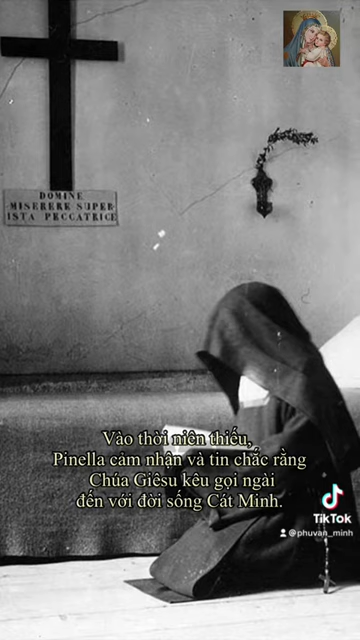 DOMINE
MISERERE SUPER
ISTA PECCATRICE
Vào thời niên thiếu,
Pinella cảm nhận và tin chắc rằng
Chúa Giêsu kêu gọi ngài
đến với đời sống Cát Minh.
TikTok
@phuvan_minh